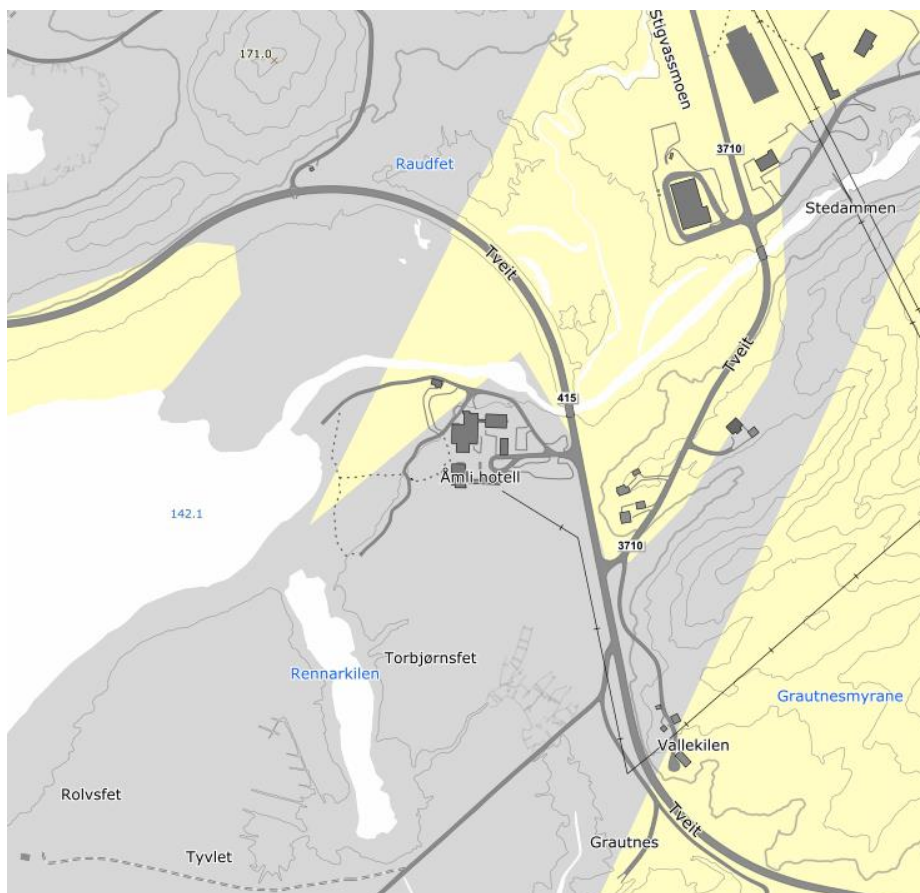 Stigvassmoen
171.0
3710
Raudfet
Stedammen
Tveit
Tveit
415
142.1
Åmli hotell
3710
Torbjørnsfet
Rennarkilen
Grautnesmyrane
Vallekilen
Rolvsfet
Tveit
Grautnes
Tyvlet